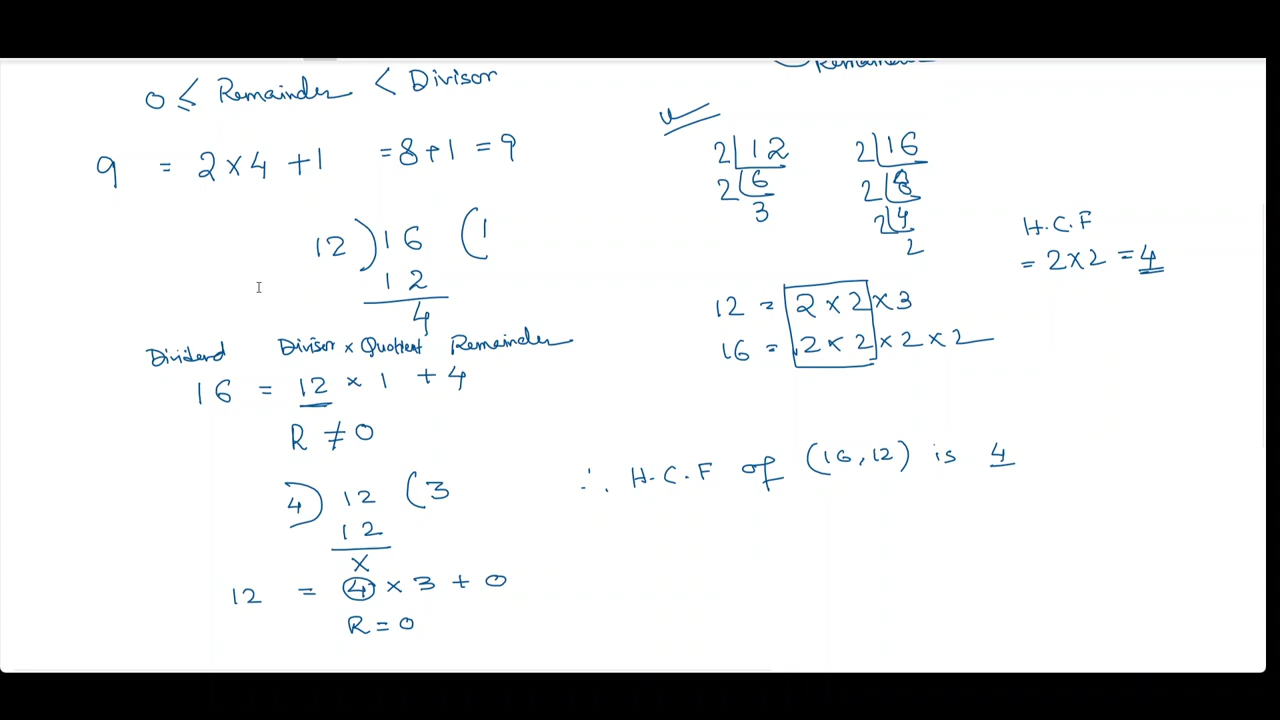 0 ≤ Remainder < Divisor
9 = 2 × 4 + 1 = 8 + 1 = 9
12 ) 16 ( 1
12
4
Dividend Divisor × Quotient Remainder
16 = 12 × 1 + 4
R ≠ 0
4 ) 12 ( 3
12
×
12 = 4 × 3 + 0
R = 0
Remainder
2 | 12
2 | 6
3
2 | 16
2 | 8
2 | 4
2
12 = 2 × 2 × 3
16 = 2 × 2 × 2 × 2
H.C.F
= 2 × 2 = 4
∴ H.C.F of (16, 12) is 4